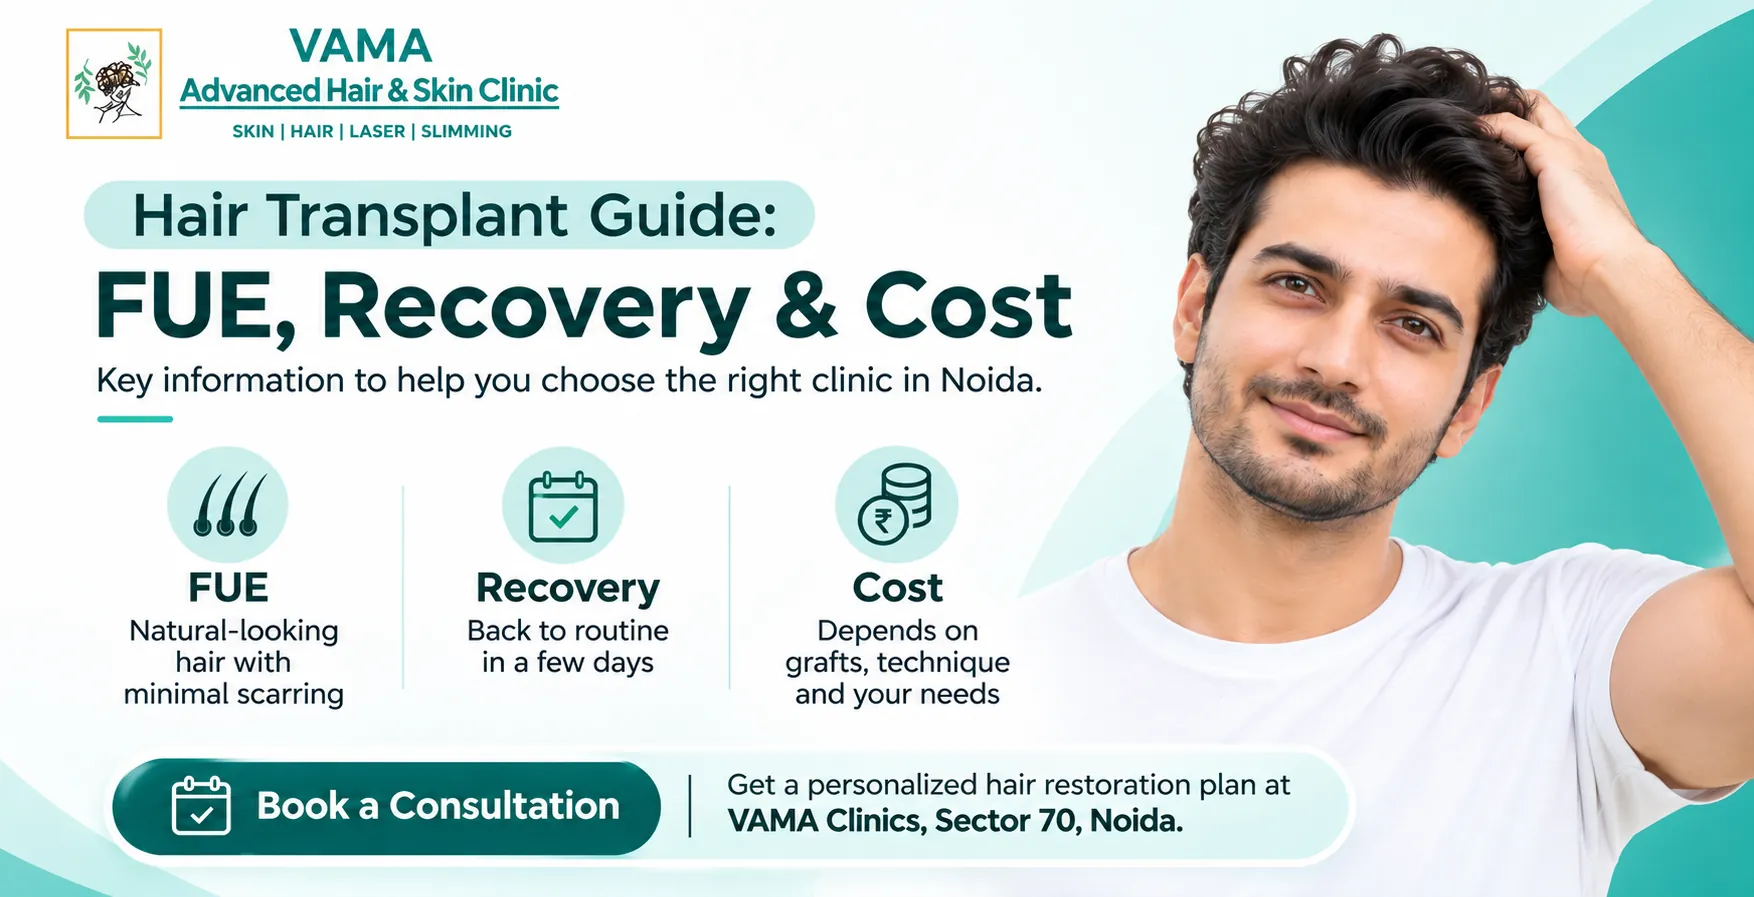 VAMA
Advanced Hair & Skin Clinic
SKIN | HAIR | LASER | SLIMMING
Hair Transplant Guide:
FUE, Recovery & Cost
Key information to help you choose the right clinic in Noida.
FUE
Natural-looking
hair with
minimal scarring
Recovery
Back to routine
in a few days
₹
Cost
Depends on
grafts, technique
and your needs
Book a Consultation
Get a personalized hair restoration plan at
VAMA Clinics, Sector 70, Noida.